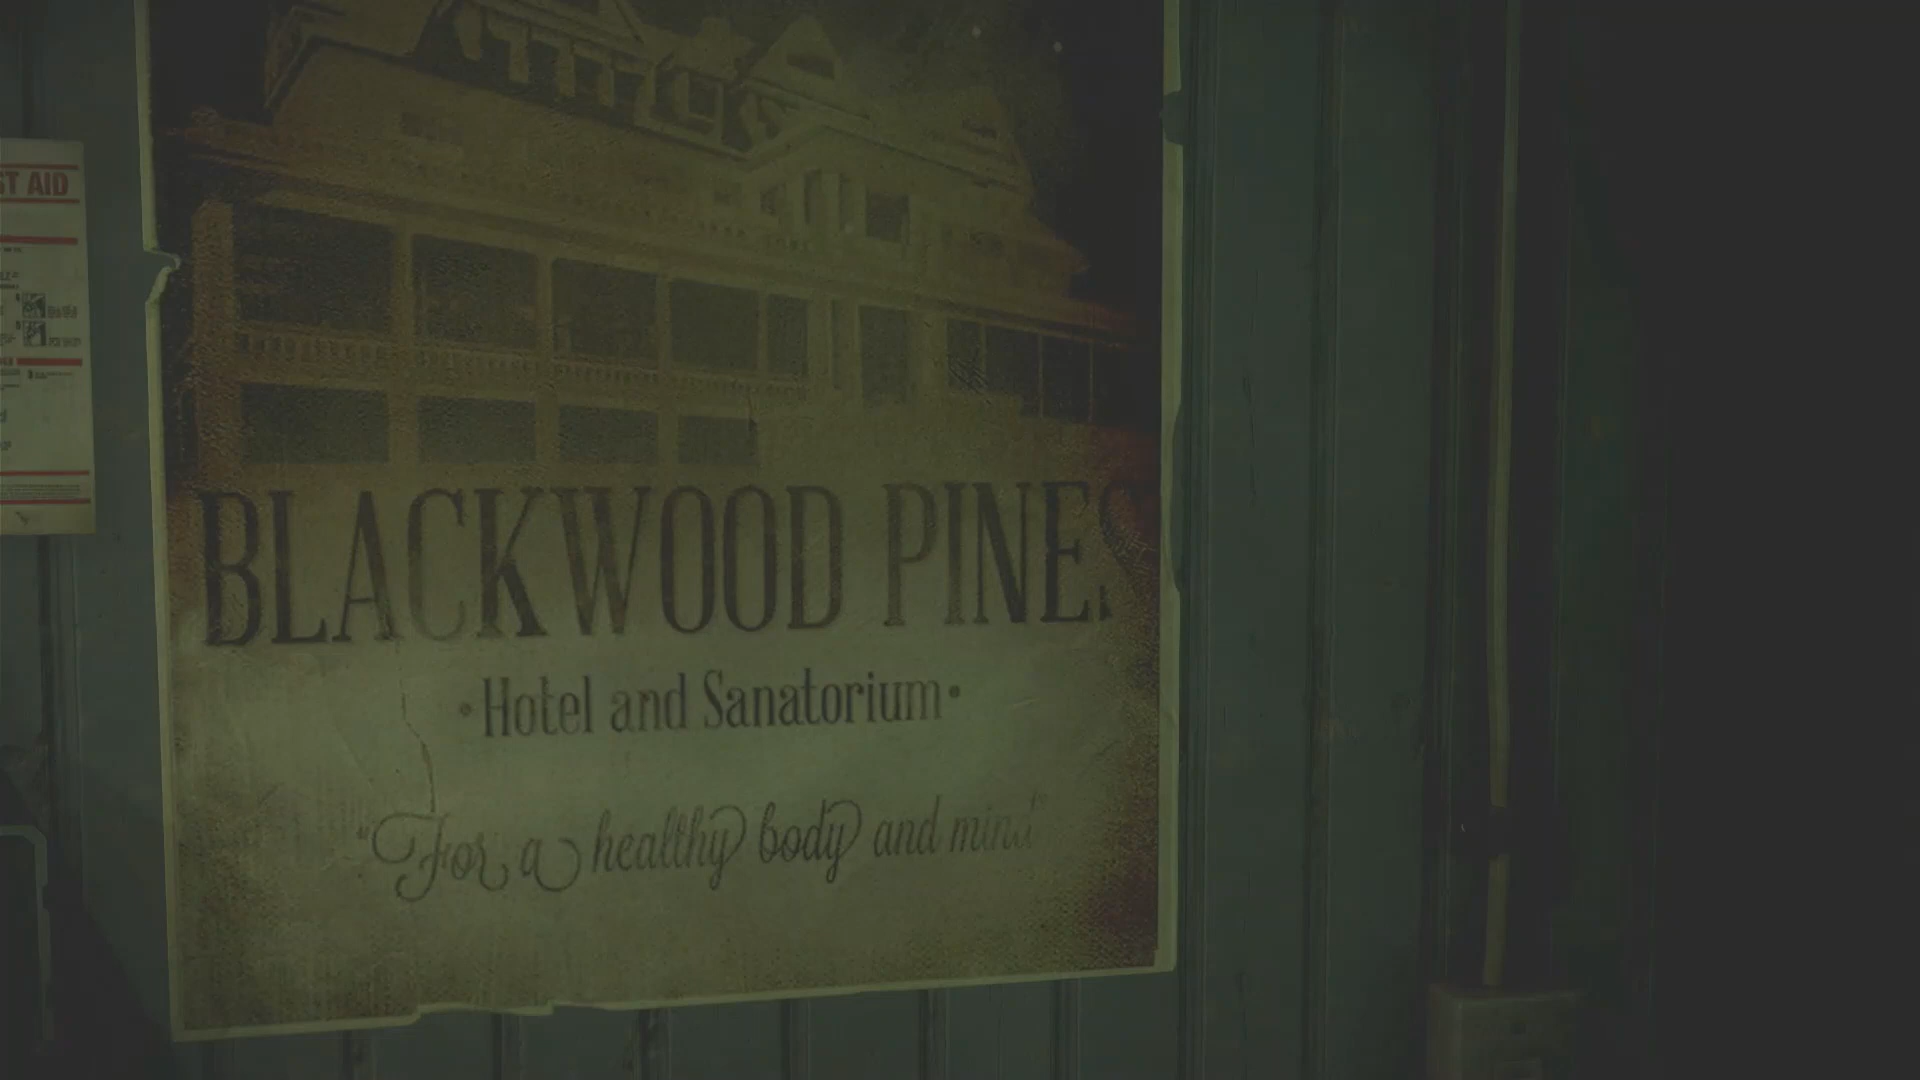 ST AID
BLACKWOOD PINES
•Hotel and Sanatorium•
"For a healthy body and mind"